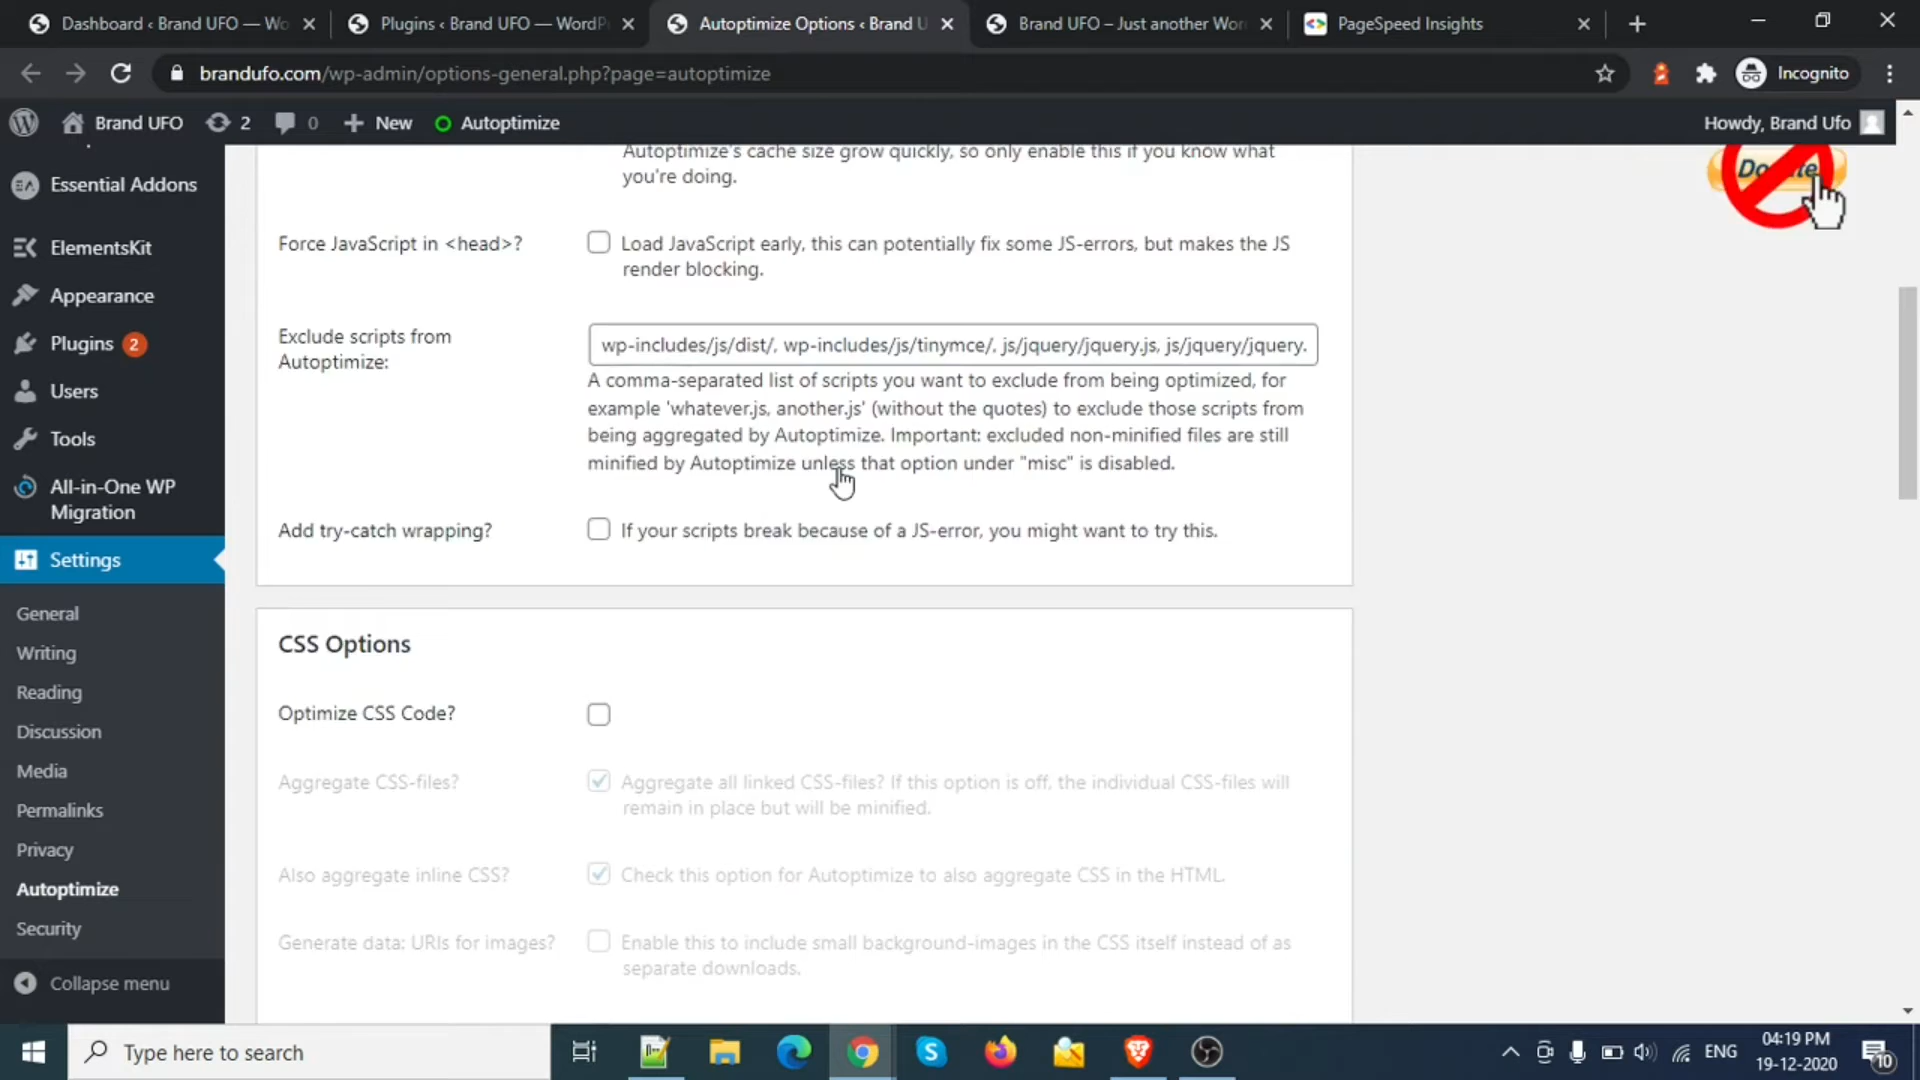 Dashboard ‹ Brand UFO — Wo
Plugins ‹ Brand UFO — WordP
Autoptimize Options ‹ Brand U
Brand UFO – Just another Wor
PageSpeed Insights
brandufo.com/wp-admin/options-general.php?page=autoptimize
Incognito
Brand UFO
2
0
New
Autoptimize
Howdy, Brand Ufo
Essential Addons
ElementsKit
Appearance
Plugins 2
Users
Tools
All-in-One WP
Migration
Settings
General
Writing
Reading
Discussion
Media
Permalinks
Privacy
Autoptimize
Security
Collapse menu
Autoptimize's cache size grow quickly, so only enable this if you know what
you're doing.
Force JavaScript in <head>?
Load JavaScript early, this can potentially fix some JS-errors, but makes the JS
render blocking.
Exclude scripts from
Autoptimize:
wp-includes/js/dist/, wp-includes/js/tinymce/, js/jquery/jquery.js, js/jquery/jquery.
A comma-separated list of scripts you want to exclude from being optimized, for
example 'whatever.js, another.js' (without the quotes) to exclude those scripts from
being aggregated by Autoptimize. Important: excluded non-minified files are still
minified by Autoptimize unless that option under "misc" is disabled.
Add try-catch wrapping?
If your scripts break because of a JS-error, you might want to try this.
CSS Options
Optimize CSS Code?
Aggregate CSS-files?
Aggregate all linked CSS-files? If this option is off, the individual CSS-files will
remain in place but will be minified.
Also aggregate inline CSS?
Check this option for Autoptimize to also aggregate CSS in the HTML.
Generate data: URIs for images?
Enable this to include small background-images in the CSS itself instead of as
separate downloads.
Donate
Type here to search
ENG
04:19 PM
19-12-2020
10